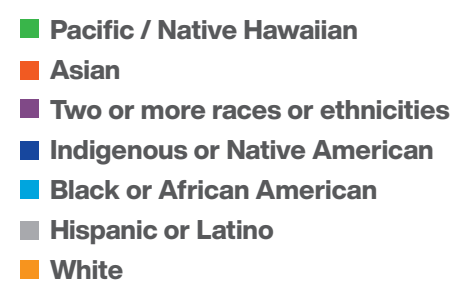 Pacific / Native Hawaiian
Asian
Two or more races or ethnicities
Indigenous or Native American
Black or African American
Hispanic or Latino
White